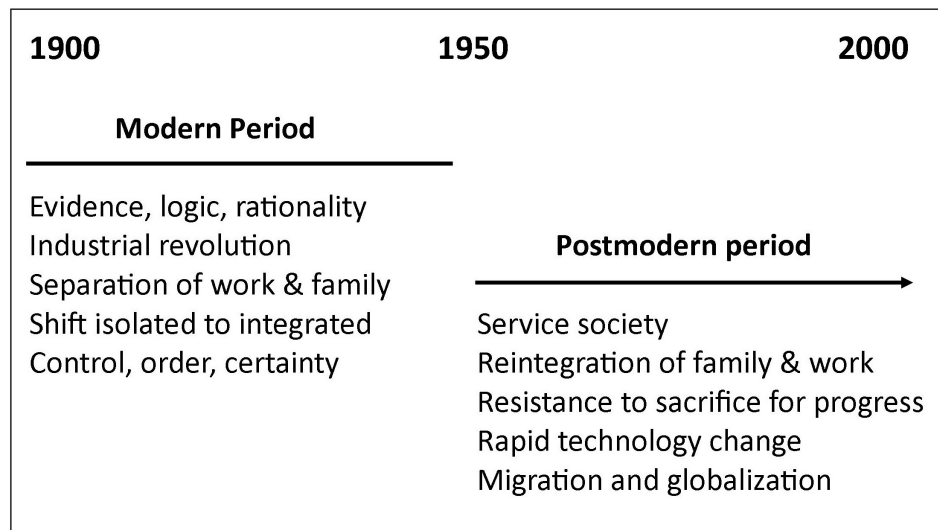 1900 1950 2000
Modern Period
Evidence, logic, rationality
Industrial revolution
Separation of work & family
Shift isolated to integrated
Control, order, certainty
Postmodern period
Service society
Reintegration of family & work
Resistance to sacrifice for progress
Rapid technology change
Migration and globalization